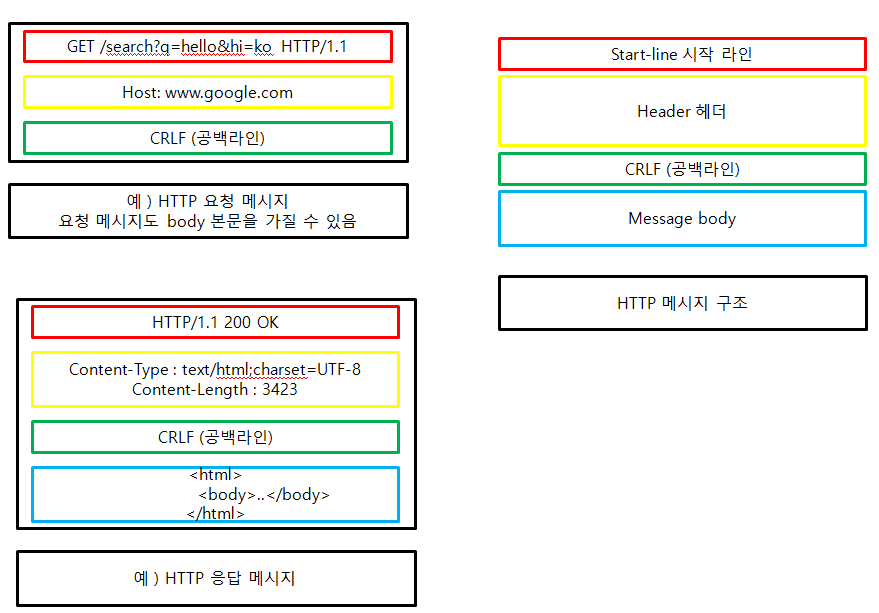 GET /search?q=hello&hi=ko HTTP/1.1
Host: www.google.com
CRLF (공백라인)
예 ) HTTP 요청 메시지
요청 메시지도 body 본문을 가질 수 있음
HTTP/1.1 200 OK
Content-Type : text/html;charset=UTF-8
Content-Length : 3423
CRLF (공백라인)
<html>
<body>..</body>
</html>
예 ) HTTP 응답 메시지
Start-line 시작 라인
Header 헤더
CRLF (공백라인)
Message body
HTTP 메시지 구조